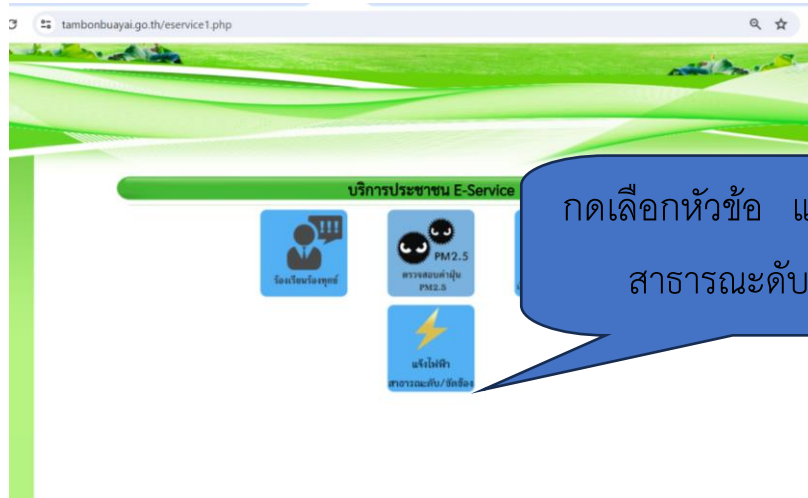 tambonbuayai.go.th/eservice1.php
บริการประชาชน E-Service
กดเลือกหัวข้อ แ
สาธารณะดับ
ร้องเรียนร้องทุกข์
PM2.5
ตรวจสอบค่าฝุ่น
PM2.5
แจ้งไฟฟ้า
สาธารณะดับ/ขัดข้อง